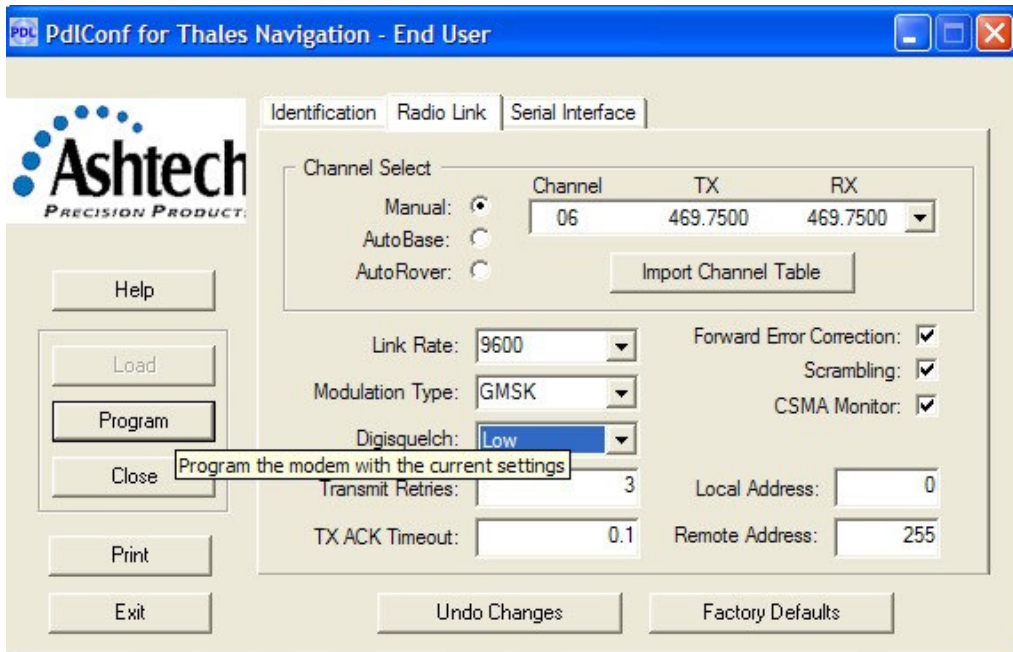 PDL PdlConf for Thales Navigation - End User
Ashtech
PRECISION PRODUCT
Help
Load
Program
Close
Print
Exit
Identification Radio Link Serial Interface
Channel Select
Channel TX RX
Manual: 06 469.7500 469.7500
AutoBase:
AutoRover: Import Channel Table
Link Rate: 9600 Forward Error Correction:
Scrambling:
Modulation Type: GMSK CSMA Monitor:
Digisquelch: Low
Program the modem with the current settings
Transmit Retries: 3 Local Address: 0
TX ACK Timeout: 0.1 Remote Address: 255
Undo Changes Factory Defaults